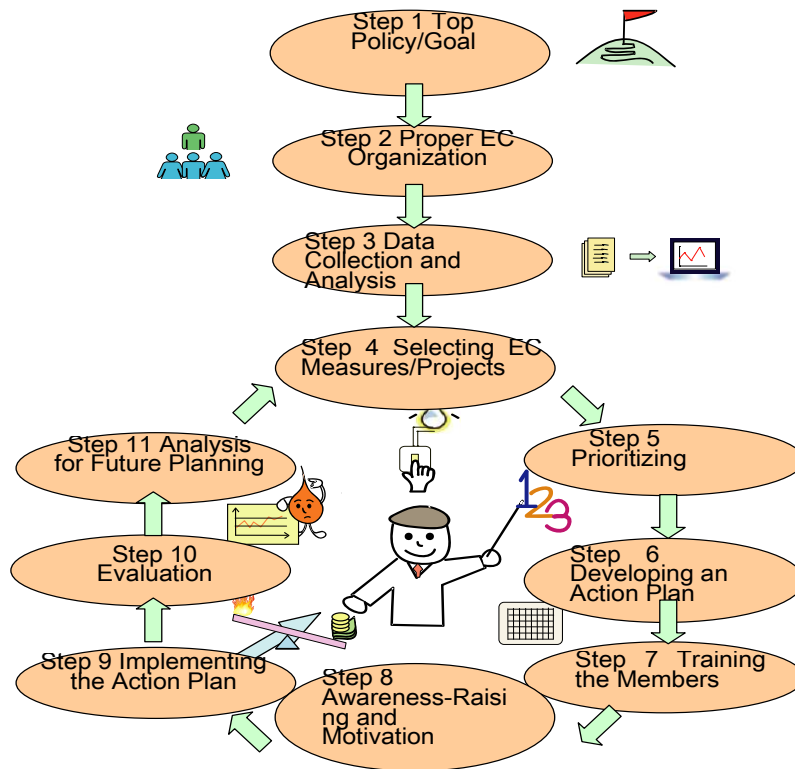 Step 1 Top
Policy/Goal
Step 2 Proper EC
Organization
Step 3 Data
Collection and
Analysis
Step 4 Selecting EC
Measures/Projects
Step 5
Prioritizing
Step 6
Developing an
Action Plan
Step 7 Training
the Members
Step 8
Awareness-Raisi
ng and
Motivation
Step 9 Implementing
the Action Plan
Step 10
Evaluation
Step 11 Analysis
for Future Planning
123